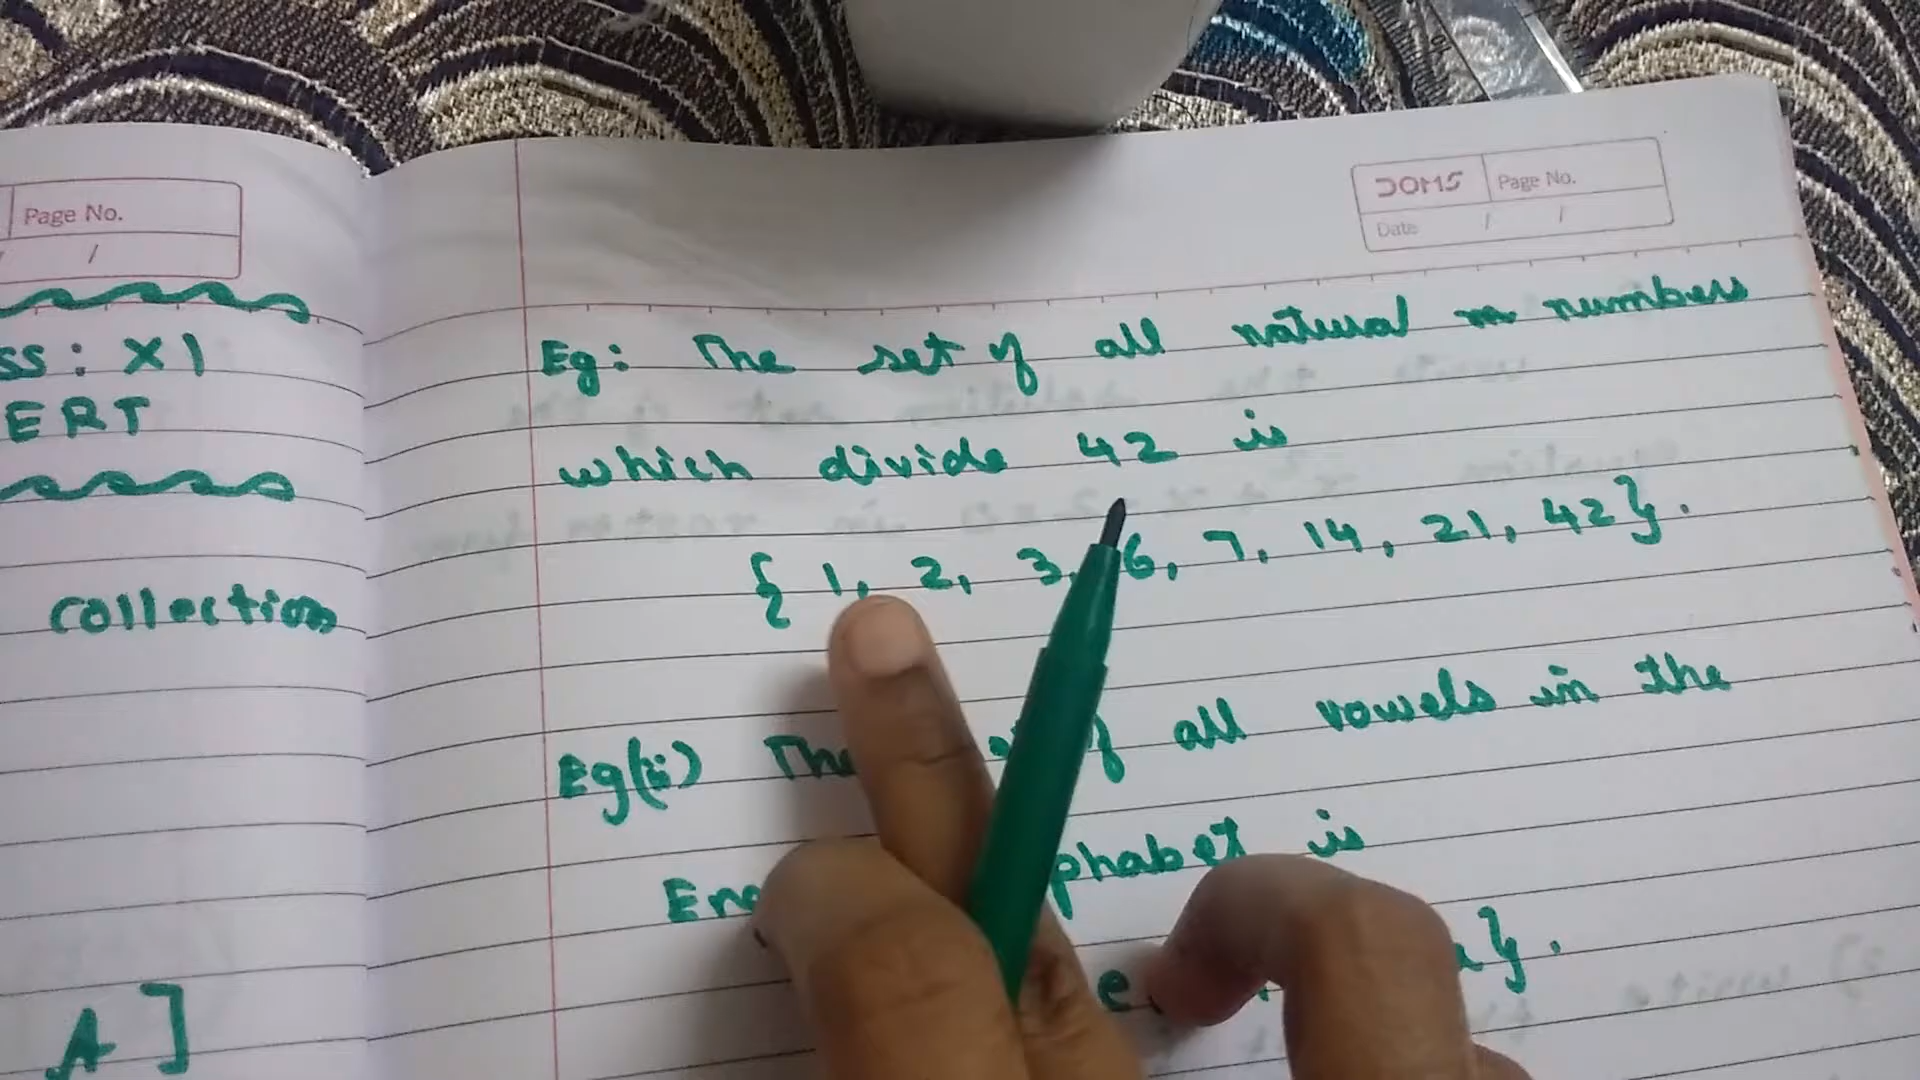 Page No.
/ /
ss: XI
ERT
collection
A]
DOMS Page No.
Date / /
Eg: The set of all natural numbers
which divide 42 is
{ 1, 2, 3, 6, 7, 14, 21, 42}.
Eg(ii) The of all vowels in the
phabet is
e }.